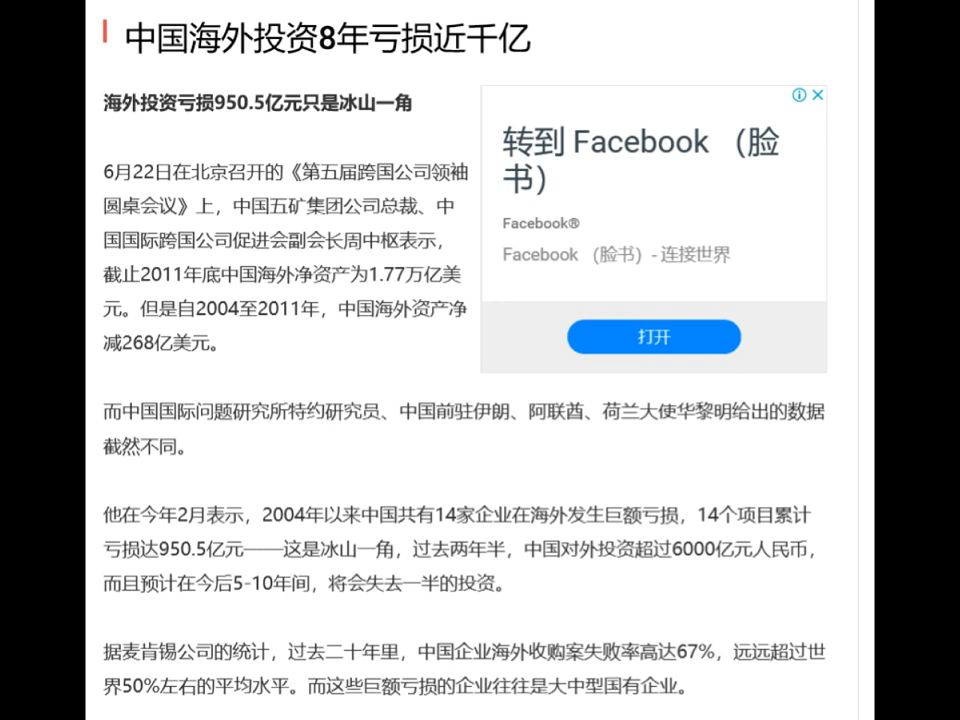 中国海外投资8年亏损近千亿
海外投资亏损950.5亿元只是冰山一角
6月22日在北京召开的《第五届跨国公司领袖
圆桌会议》上，中国五矿集团公司总裁、中
国国际跨国公司促进会副会长周中枢表示，
截止2011年底中国海外净资产为1.77万亿美
元。但是自2004至2011年，中国海外资产净
减268亿美元。
转到 Facebook （脸
书）
Facebook®
Facebook （脸书）- 连接世界
打开
而中国国际问题研究所特约研究员、中国前驻伊朗、阿联酋、荷兰大使华黎明给出的数据
截然不同。
他在今年2月表示，2004年以来中国共有14家企业在海外发生巨额亏损，14个项目累计
亏损达950.5亿元——这是冰山一角，过去两年半，中国对外投资超过6000亿元人民币，
而且预计在今后5-10年间，将会失去一半的投资。
据麦肯锡公司的统计，过去二十年里，中国企业海外收购案失败率高达67%，远远超过世
界50%左右的平均水平。而这些巨额亏损的企业往往是大中型国有企业。